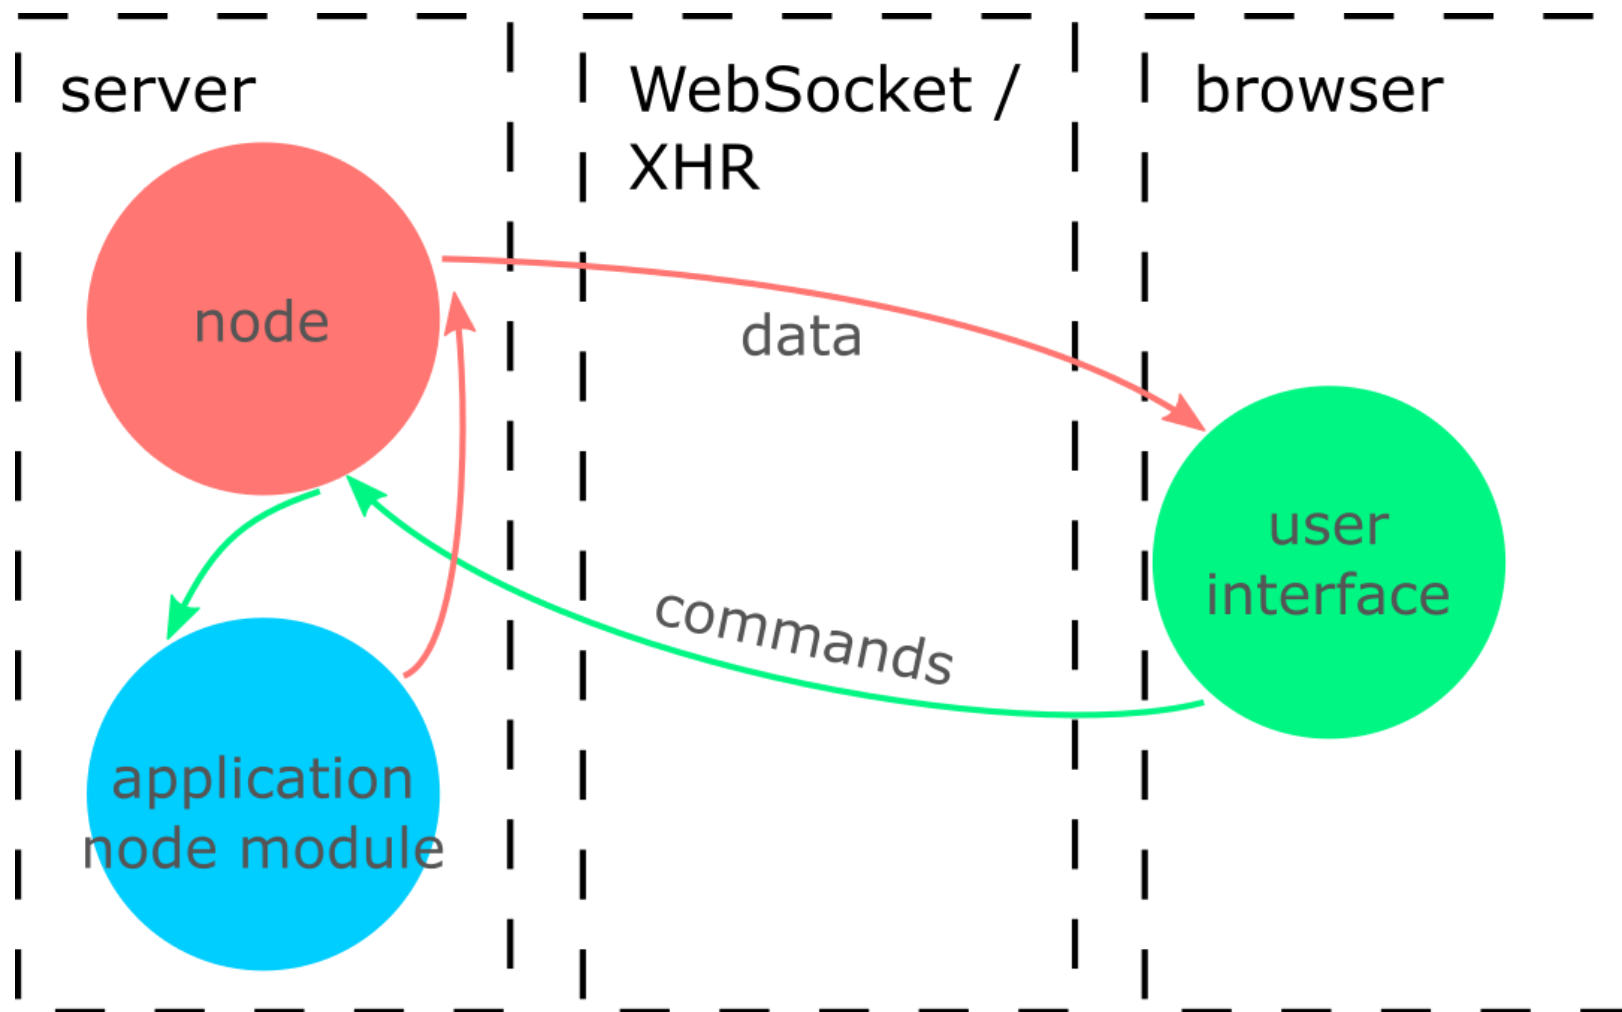 server
WebSocket /
XHR
browser
node
data
user
interface
commands
application
node module